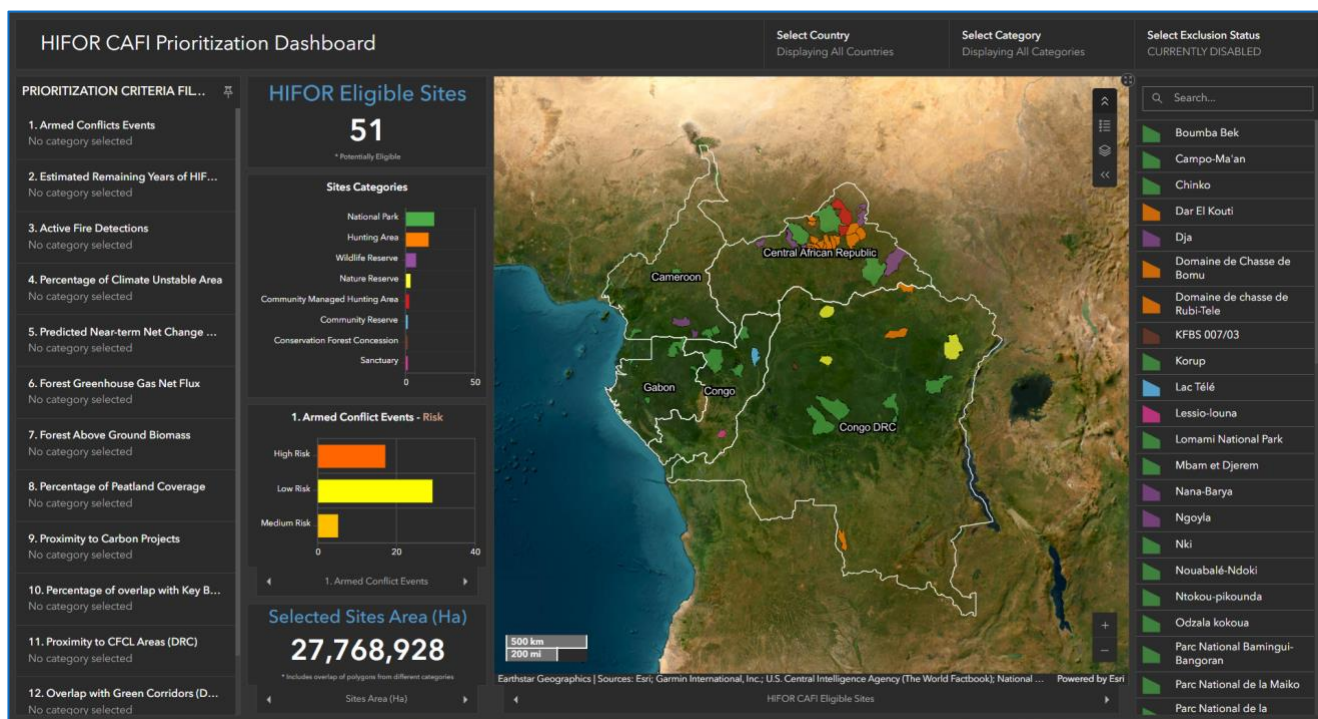 HIFOR CAFI Prioritization Dashboard
Select Country
Displaying All Countries
Select Category
Displaying All Categories
Select Exclusion Status
CURRENTLY DISABLED
PRIORITIZATION CRITERIA FIL...
1. Armed Conflicts Events
No category selected
2. Estimated Remaining Years of HIF...
No category selected
3. Active Fire Detections
No category selected
4. Percentage of Climate Unstable Area
No category selected
5. Predicted Near-term Net Change ...
No category selected
6. Forest Greenhouse Gas Net Flux
No category selected
7. Forest Above Ground Biomass
No category selected
8. Percentage of Peatland Coverage
No category selected
9. Proximity to Carbon Projects
No category selected
10. Percentage of overlap with Key B...
No category selected
11. Proximity to CFCL Areas (DRC)
No category selected
12. Overlap with Green Corridors (D...
No category selected
HIFOR Eligible Sites
51
* Potentially Eligible
Sites Categories
National Park
Hunting Area
Wildlife Reserve
Nature Reserve
Community Managed Hunting Area
Community Reserve
Conservation Forest Concession
Sanctuary
0 50
1. Armed Conflict Events - Risk
High Risk
Low Risk
Medium Risk
0 20 40
1. Armed Conflict Events
Selected Sites Area (Ha)
27,768,928
* Includes overlap of polygons from different categories
Sites Area (Ha)
Central African Republic
Cameroon
Gabon
Congo
Congo DRC
500 km
200 mi
Earthstar Geographics | Sources: Esri; Garmin International, Inc.; U.S. Central Intelligence Agency (The World Factbook); National ...
Powered by Esri
HIFOR CAFI Eligible Sites
Search...
Boumba Bek
Campo-Ma'an
Chinko
Dar El Kouti
Dja
Domaine de Chasse de
Bomu
Domaine de chasse de
Rubi-Tele
KFBS 007/03
Korup
Lac Télé
Lessio-louna
Lomami National Park
Mbam et Djerem
Nana-Barya
Ngoyla
Nki
Nouabalé-Ndoki
Ntokou-pikounda
Odzala kokoua
Parc National Bamingui-
Bangoran
Parc National de la Maiko
Parc National de la